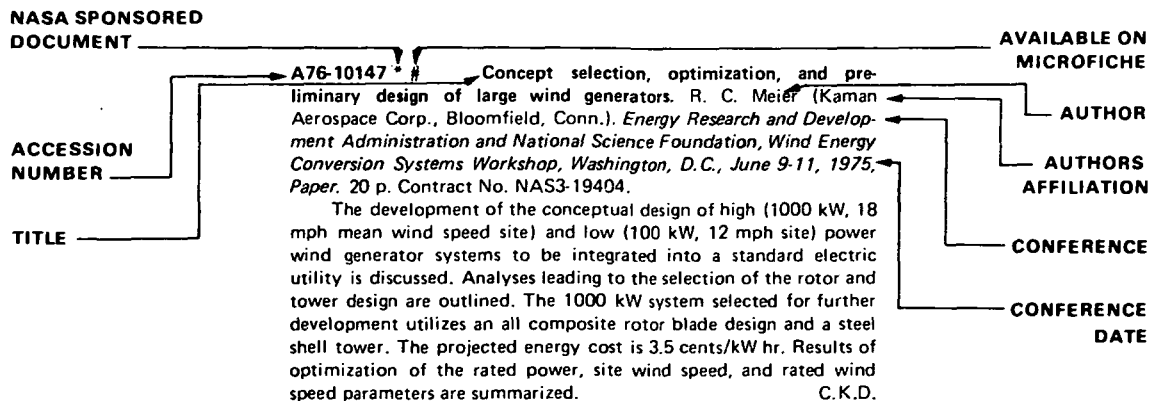 NASA SPONSORED
DOCUMENT
AVAILABLE ON
MICROFICHE
A76-10147 * # Concept selection, optimization, and pre-
liminary design of large wind generators. R. C. Meier (Kaman
Aerospace Corp., Bloomfield, Conn.). Energy Research and Develop-
ment Administration and National Science Foundation, Wind Energy
Conversion Systems Workshop, Washington, D.C., June 9-11, 1975,
Paper. 20 p. Contract No. NAS3-19404.
The development of the conceptual design of high (1000 kW, 18
mph mean wind speed site) and low (100 kW, 12 mph site) power
wind generator systems to be integrated into a standard electric
utility is discussed. Analyses leading to the selection of the rotor and
tower design are outlined. The 1000 kW system selected for further
development utilizes an all composite rotor blade design and a steel
shell tower. The projected energy cost is 3.5 cents/kW hr. Results of
optimization of the rated power, site wind speed, and rated wind
speed parameters are summarized. C.K.D.
ACCESSION
NUMBER
TITLE
AUTHOR
AUTHORS
AFFILIATION
CONFERENCE
CONFERENCE
DATE